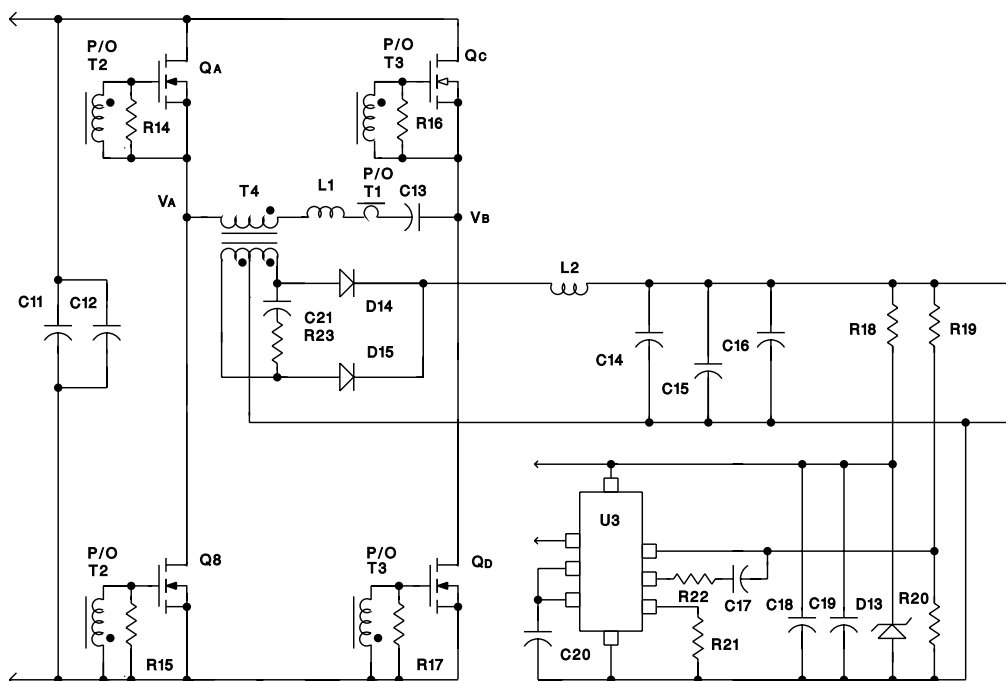 P/O
T2
QA
R14
P/O
T3
QC
R16
VA
T4
L1
P/O
T1
C13
VB
L2
C11
C12
C21
R23
D14
D15
C14
C15
C16
R18
R19
U3
P/O
T2
Q8
R15
P/O
T3
QD
R17
C20
R22
C17
R21
C18
C19
D13
R20